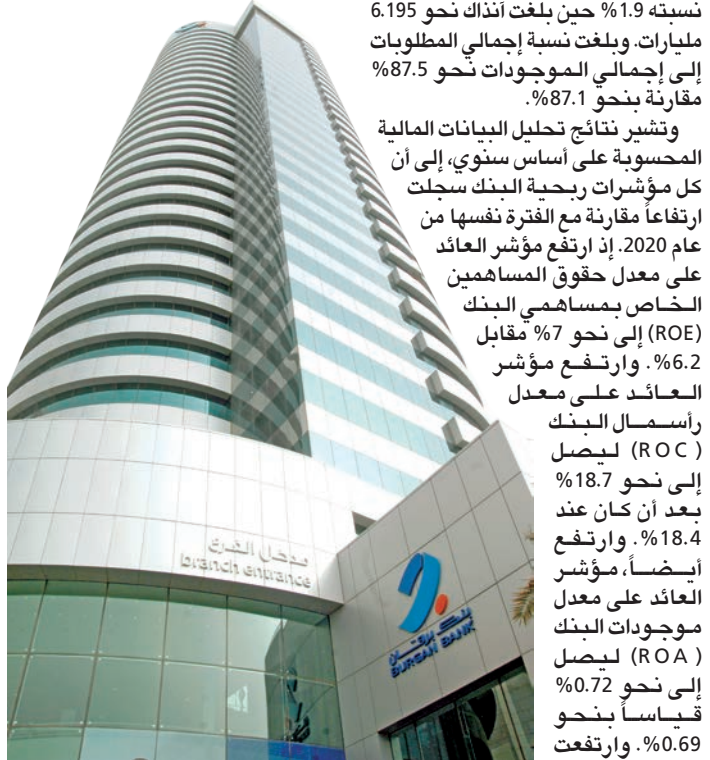 نسبته 1.9% حين بلغت آنذاك نحو 6.195
مليارات. وبلغت نسبة إجمالي المطلوبات
إلى إجمالي الموجودات نحو 87.5%
مقارنة بنحو 87.1%.
وتشير نتائج تحليل البيانات المالية
المحسوبة على أساس سنوي، إلى أن
كل مؤشرات ربحية البنك سجلت
ارتفاعاً مقارنة مع الفترة نفسها من
عام 2020. إذ ارتفع مؤشر العائد
على معدل حقوق المساهمين
الخاص بمساهمي البنك
(ROE) إلى نحو 7% مقابل
6.2%. وارتفع مؤشر
العائد على معدل
رأسمال البنك
(ROC) ليصل
إلى نحو 18.7%
بعد أن كان عند
18.4%. وارتفع
أيضاً، مؤشر
العائد على معدل
موجودات البنك
(ROA) ليصل
إلى نحو 0.72%
قياساً بنحو
0.69%. وارتفعت
مدخل الفرع
branch entrance
بنك برقان
BURGAN BANK